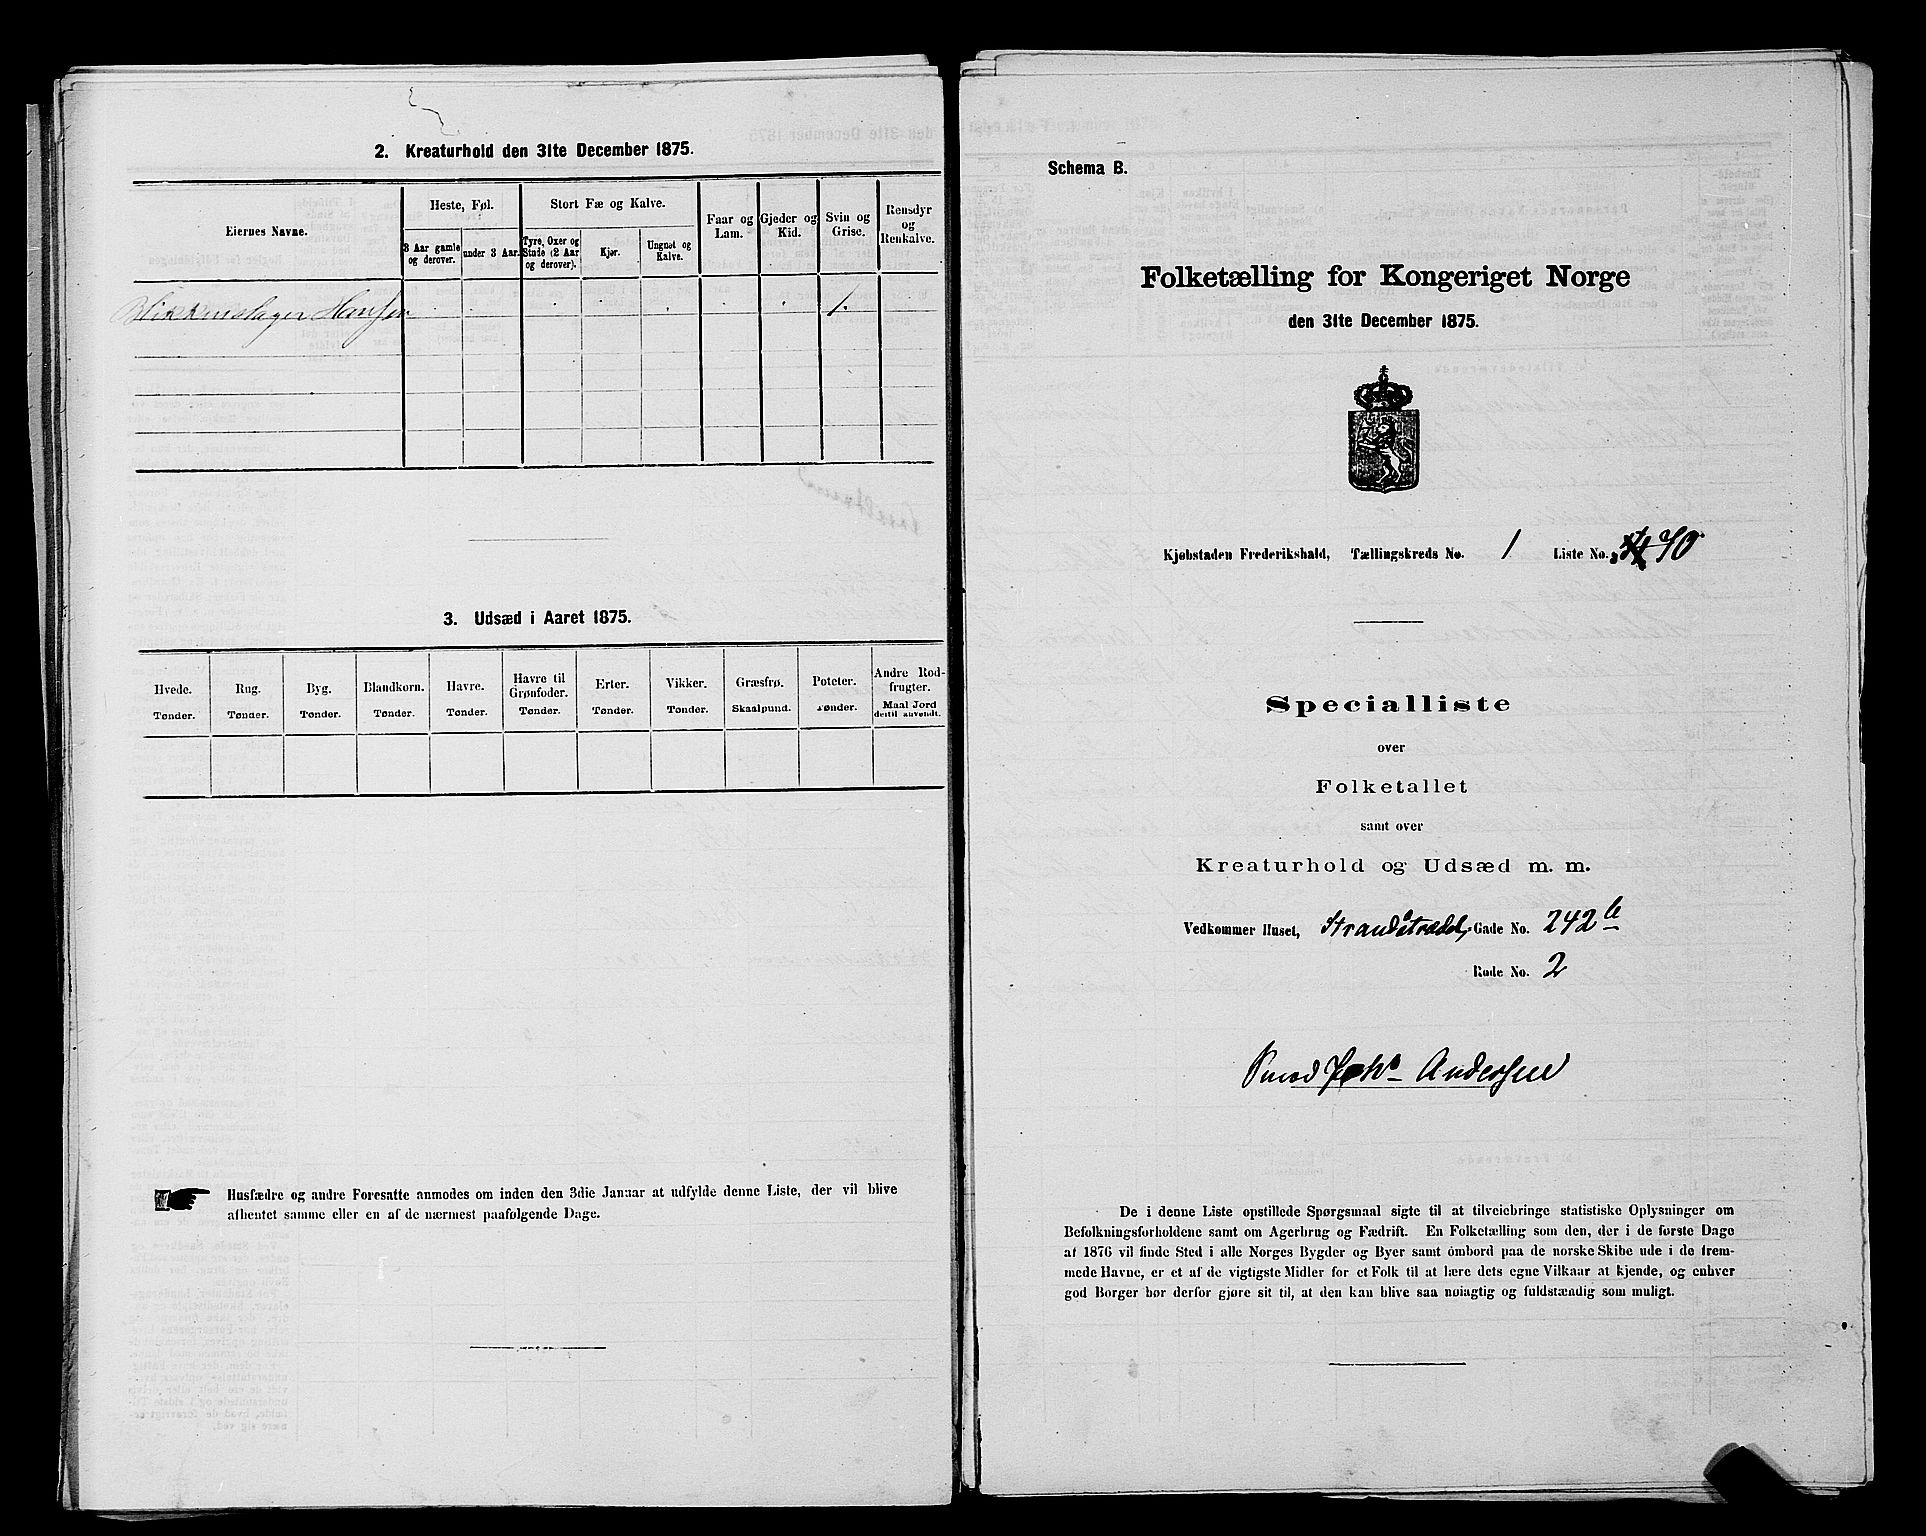 2. Kreaturhold den 31te December 1875.
Eiernes Navne.
Heste, Føl.
3 Aar gamle og derover.
under 3 Aar.
Stort Fæ og Kalve.
Tyre, Oxer og Stude (2 Aar og derover).
Kjør.
Ungnøt og Kalve.
Faar og Lam.
Gjeder og Kid.
Svin og Grise.
Rensdyr og Renkalve.
Blikkenslager Hansen 1.
3. Udsæd i Aaret 1875.
Hvede. Tønder.
Rug. Tønder.
Byg. Tønder.
Blandkorn. Tønder.
Havre. Tønder.
Havre til Grønfoder. Tønder.
Erter. Tønder.
Vikker. Tønder.
Græsfrø. Skaalpund.
Poteter. Tønder.
Andre Rodfrugter. Maal Jord dertil anvendt.
Husfædre og andre Foresatte anmodes om inden den 3die Januar at udfylde denne Liste, der vil blive
afhentet samme eller en af de nærmest paafølgende Dage.
Schema B.
Folketælling for Kongeriget Norge
den 31te December 1875.
Kjøbstaden Frederikshald, Tællingskreds No. 1 Liste No. 70
Specialliste
over
Folketallet
samt over
Kreaturhold og Udsæd m. m.
Vedkommer Huset, Strandstrædet, Gade No. 242 b
Rode No. 2
Andersen
De i denne Liste opstillede Spørgsmaal sigte til at tilveiebringe statistiske Oplysninger om
Befolkningsforholdene samt om Agerbrug og Fædrift. En Folketælling som den, der i de første Dage
af 1876 vil finde Sted i alle Norges Bygder og Byer samt ombord paa de norske Skibe ude i de frem-
mede Havne, er et af de vigtigste Midler for et Folk til at lære dets egne Vilkaar at kjende, og enhver
god Borger bør derfor gjøre sit til, at den kan blive saa nøiagtig og fuldstændig som muligt.